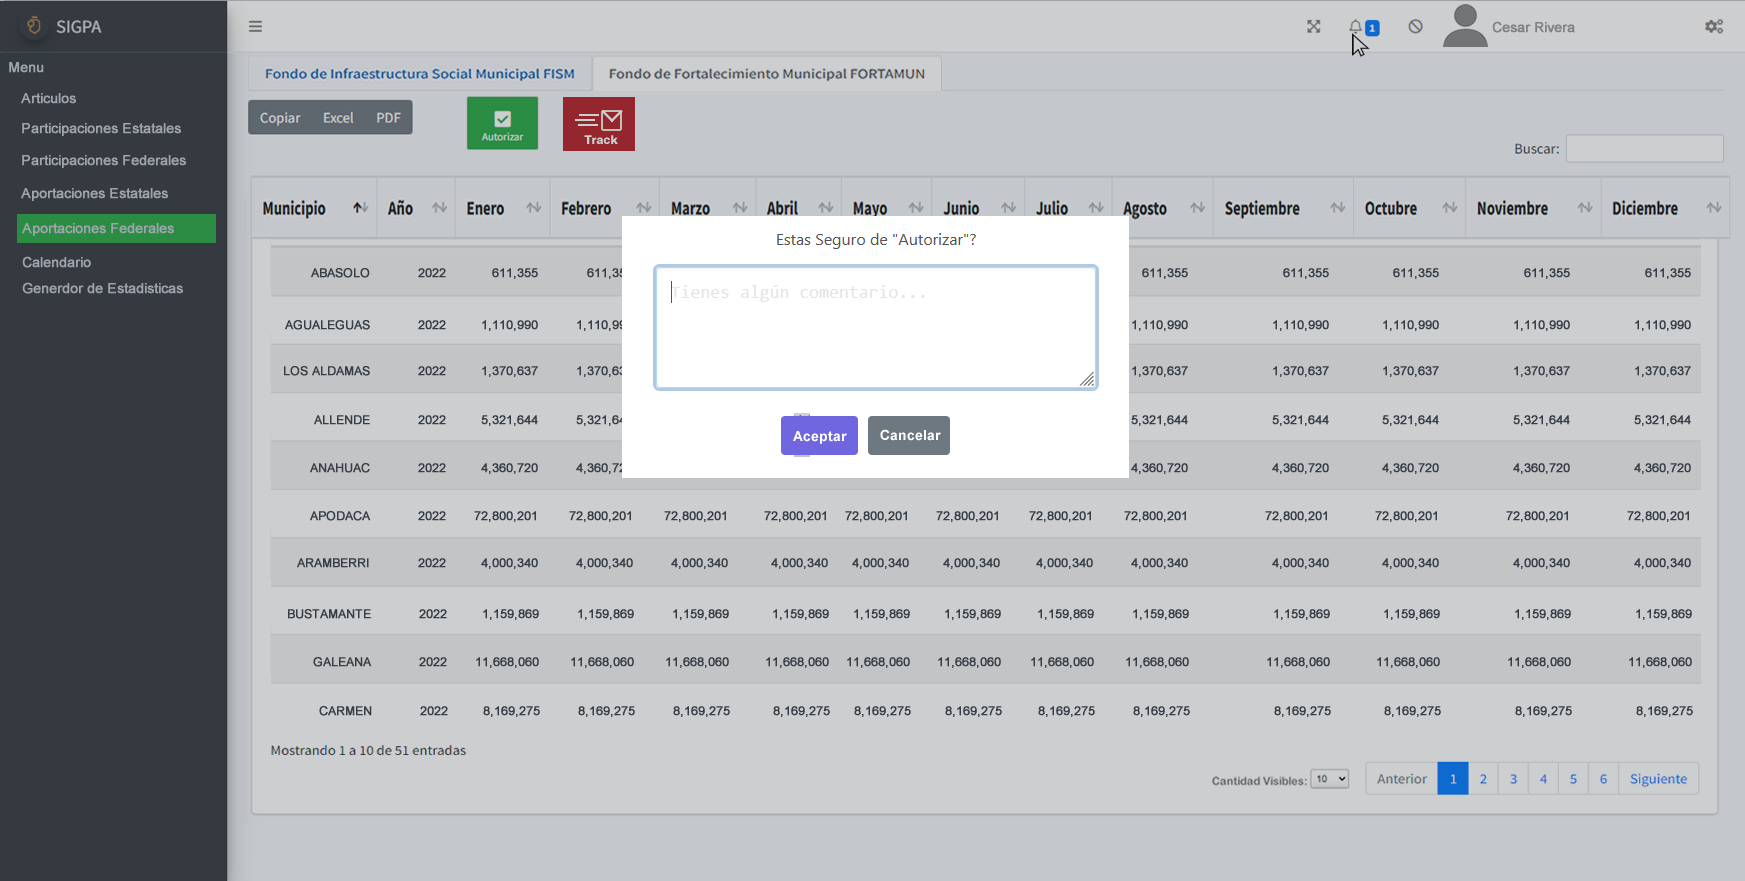 SIGPA
1
Cesar Rivera
Menu
Articulos
Participaciones Estatales
Participaciones Federales
Aportaciones Estatales
Aportaciones Federales
Calendario
Generdor de Estadisticas
Fondo de Infraestructura Social Municipal FISM
Fondo de Fortalecimiento Municipal FORTAMUN
Copiar Excel PDF
Autorizar
Track
Buscar:
Municipio Año Enero Febrero Marzo Abril Mayo Junio Julio Agosto Septiembre Octubre Noviembre Diciembre
Estas Seguro de "Autorizar"?
Tienes algún comentario...
Aceptar Cancelar
ABASOLO 2022 611,355 611,35 611,355 611,355 611,355 611,355 611,355
AGUALEGUAS 2022 1,110,990 1,110,99 1,110,990 1,110,990 1,110,990 1,110,990 1,110,990
LOS ALDAMAS 2022 1,370,637 1,370,63 1,370,637 1,370,637 1,370,637 1,370,637 1,370,637
ALLENDE 2022 5,321,644 5,321,64 5,321,644 5,321,644 5,321,644 5,321,644 5,321,644
ANAHUAC 2022 4,360,720 4,360,72 4,360,720 4,360,720 4,360,720 4,360,720 4,360,720
APODACA 2022 72,800,201 72,800,201 72,800,201 72,800,201 72,800,201 72,800,201 72,800,201 72,800,201 72,800,201 72,800,201 72,800,201 72,800,201
ARAMBERRI 2022 4,000,340 4,000,340 4,000,340 4,000,340 4,000,340 4,000,340 4,000,340 4,000,340 4,000,340 4,000,340 4,000,340 4,000,340
BUSTAMANTE 2022 1,159,869 1,159,869 1,159,869 1,159,869 1,159,869 1,159,869 1,159,869 1,159,869 1,159,869 1,159,869 1,159,869 1,159,869
GALEANA 2022 11,668,060 11,668,060 11,668,060 11,668,060 11,668,060 11,668,060 11,668,060 11,668,060 11,668,060 11,668,060 11,668,060 11,668,060
CARMEN 2022 8,169,275 8,169,275 8,169,275 8,169,275 8,169,275 8,169,275 8,169,275 8,169,275 8,169,275 8,169,275 8,169,275 8,169,275
Mostrando 1 a 10 de 51 entradas
Cantidad Visibles: 10
Anterior 1 2 3 4 5 6 Siguiente